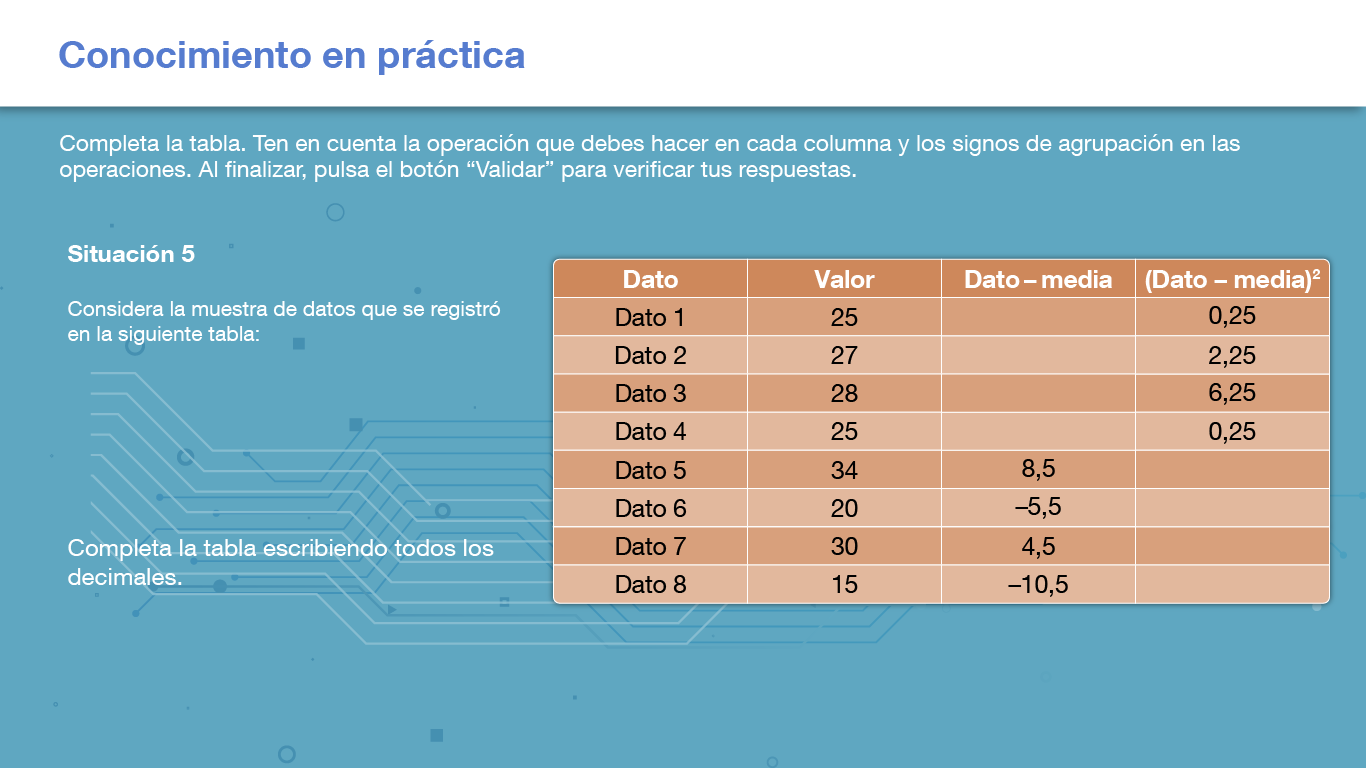 Conocimiento en práctica
Completa la tabla. Ten en cuenta la operación que debes hacer en cada columna y los signos de agrupación en las
operaciones. Al finalizar, pulsa el botón “Validar” para verificar tus respuestas.
Situación 5
Considera la muestra de datos que se registró
en la siguiente tabla:
Completa la tabla escribiendo todos los
decimales.
Dato Valor Dato – media (Dato – media)²
Dato 1 25 0,25
Dato 2 27 2,25
Dato 3 28 6,25
Dato 4 25 0,25
Dato 5 34 8,5
Dato 6 20 –5,5
Dato 7 30 4,5
Dato 8 15 –10,5